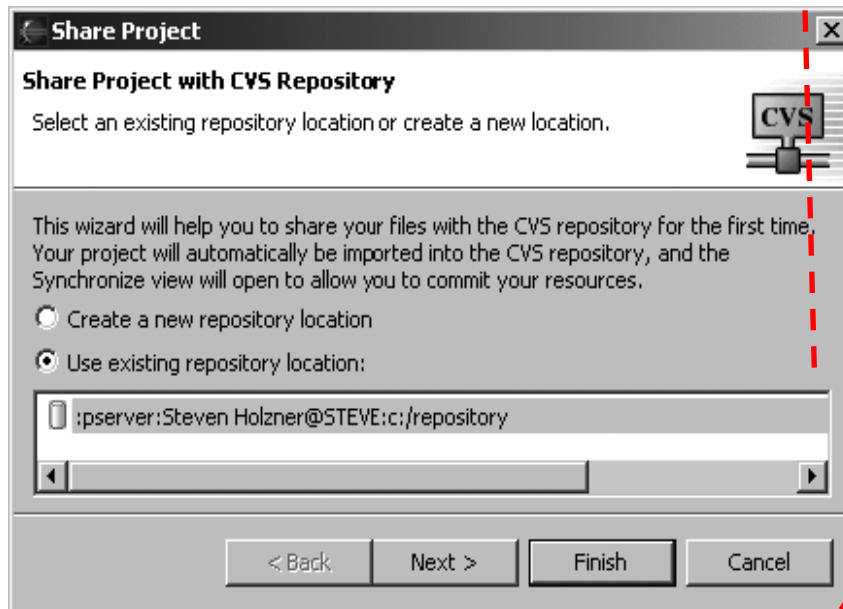 Share Project
Share Project with CVS Repository
Select an existing repository location or create a new location.
CVS
This wizard will help you to share your files with the CVS repository for the first time.
Your project will automatically be imported into the CVS repository, and the
Synchronize view will open to allow you to commit your resources.
Create a new repository location
Use existing repository location:
:pserver:Steven Holzner@STEVE:c:/repository
< Back Next > Finish Cancel